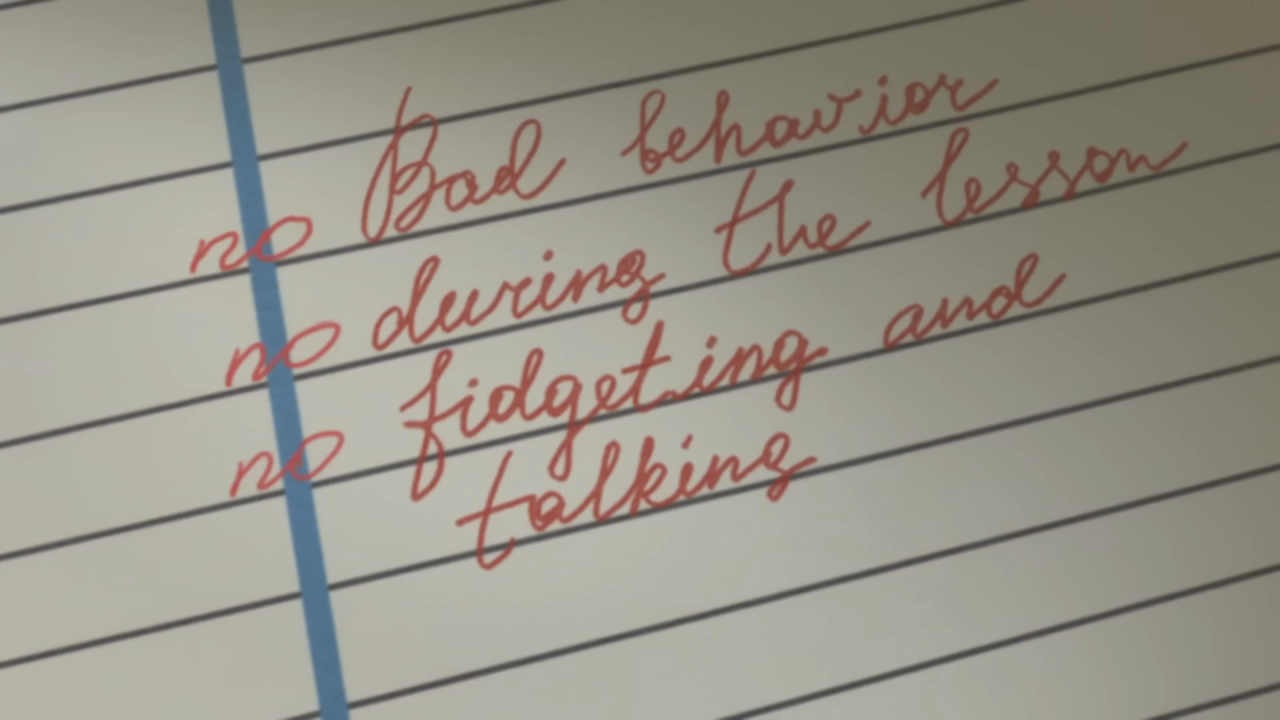 no Bad behavior
no during the lesson
no fidgeting and
talking